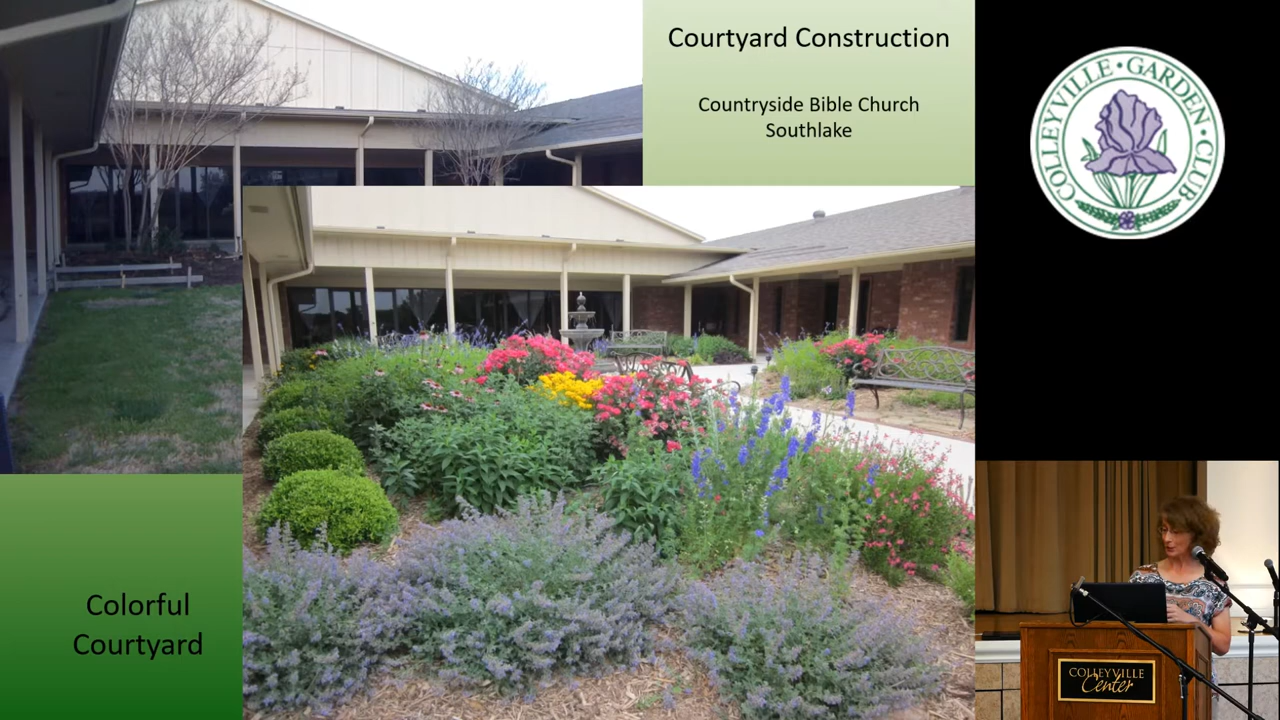 Courtyard Construction
Countryside Bible Church
Southlake
COLLEYVILLE • GARDEN • CLUB
Colorful
Courtyard
COLLEYVILLE
Center